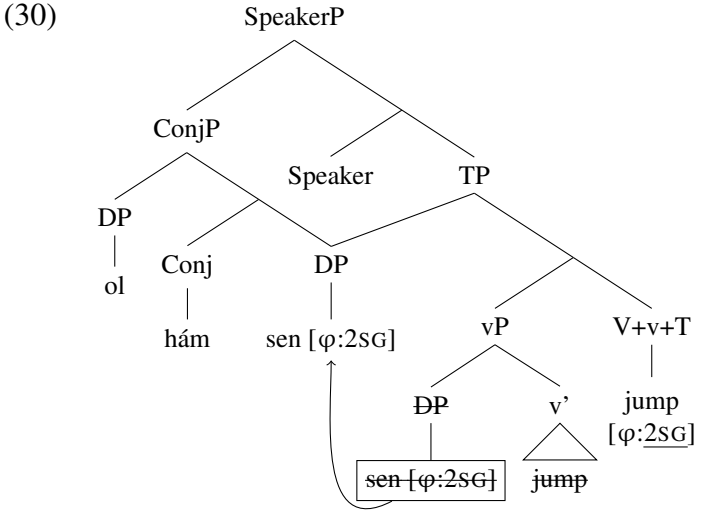 (30)
SpeakerP
ConjP
Speaker
TP
DP
Conj
DP
ol
hám
sen [φ:2SG]
vP
V+v+T
DP
v’
jump
[φ:2SG]
sen [φ:2SG]
jump